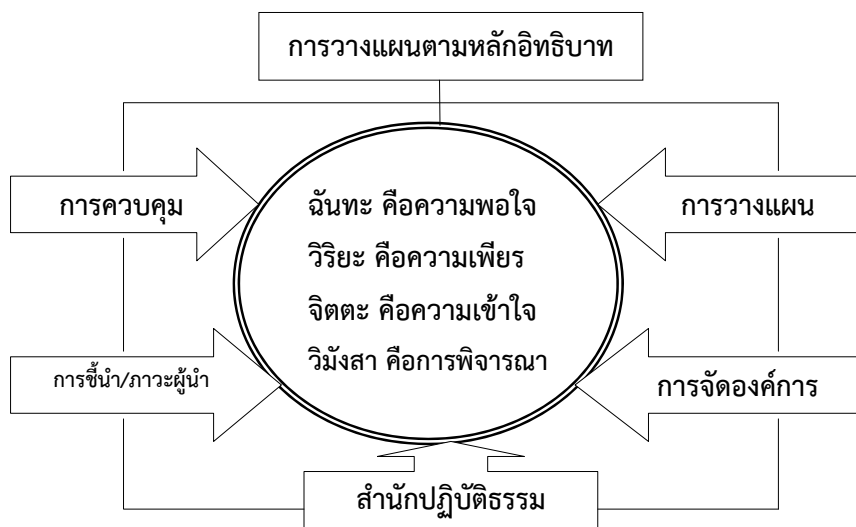 การวางแผนตามหลักอิทธิบาท
การควบคุม
การวางแผน
ฉันทะ คือความพอใจ
วิริยะ คือความเพียร
จิตตะ คือความเข้าใจ
วิมังสา คือการพิจารณา
การชี้นำ/ภาวะผู้นำ
การจัดองค์การ
สำนักปฏิบัติธรรม